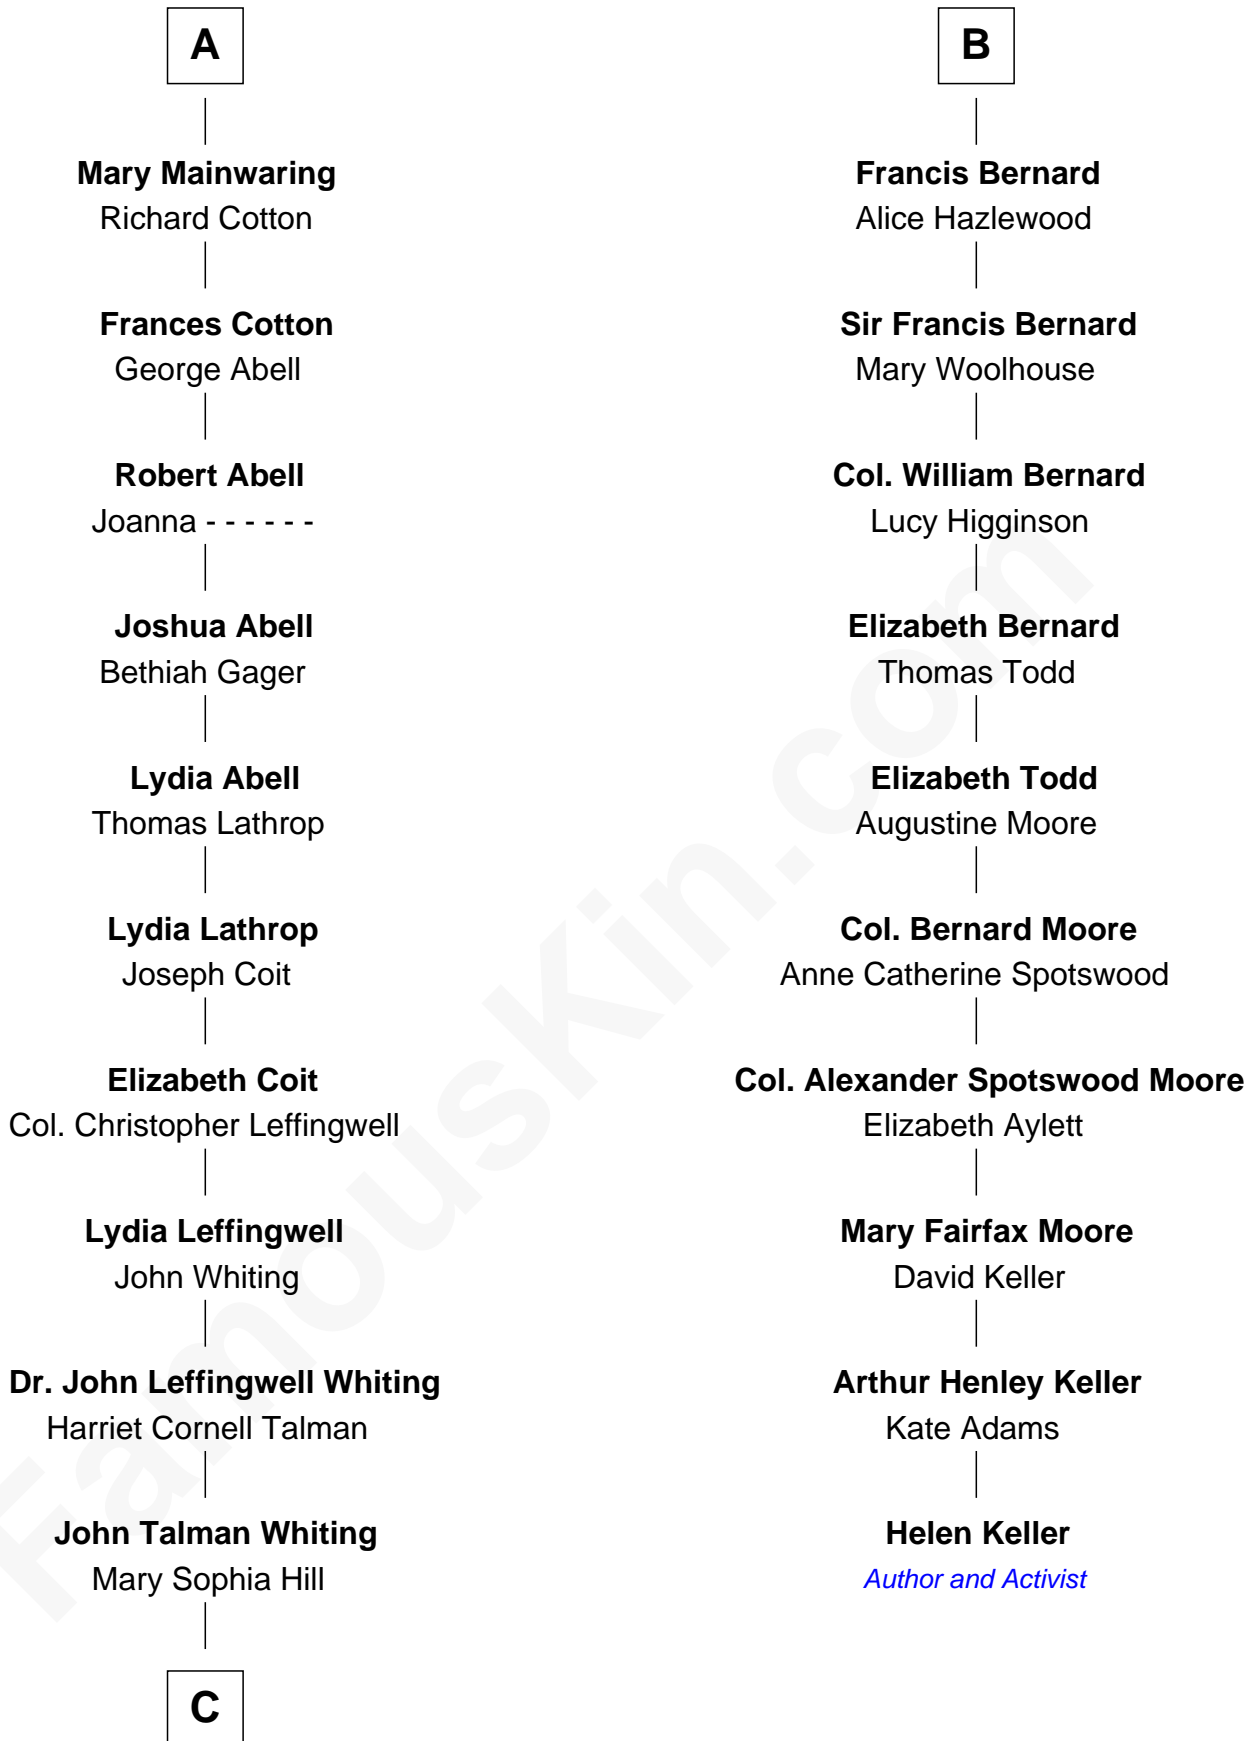 A
Mary Mainwaring
Richard Cotton
Frances Cotton
George Abell
Robert Abell
Joanna - - - - - -
Joshua Abell
Bethiah Gager
Lydia Abell
Thomas Lathrop
Lydia Lathrop
Joseph Coit
Elizabeth Coit
Col. Christopher Leffingwell
Lydia Leffingwell
John Whiting
Dr. John Leffingwell Whiting
Harriet Cornell Talman
John Talman Whiting
Mary Sophia Hill
C
B
Francis Bernard
Alice Hazlewood
Sir Francis Bernard
Mary Woolhouse
Col. William Bernard
Lucy Higginson
Elizabeth Bernard
Thomas Todd
Elizabeth Todd
Augustine Moore
Col. Bernard Moore
Anne Catherine Spotswood
Col. Alexander Spotswood Moore
Elizabeth Aylett
Mary Fairfax Moore
David Keller
Arthur Henley Keller
Kate Adams
Helen Keller
Author and Activist
FamousKin.com